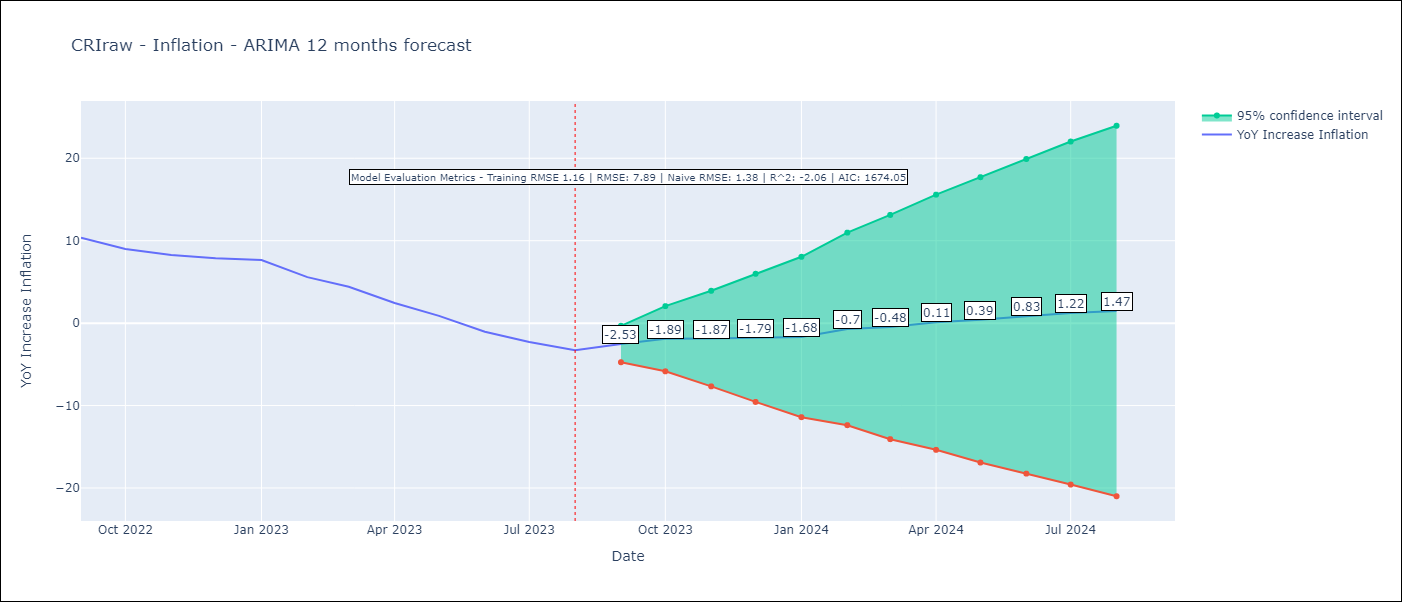 CRIraw - Inflation - ARIMA 12 months forecast
95% confidence interval
YoY Increase Inflation
Model Evaluation Metrics - Training RMSE 1.16 | RMSE: 7.89 | Naive RMSE: 1.38 | R^2: -2.06 | AIC: 1674.05
YoY Increase Inflation
20
10
0
−10
−20
-2.53
-1.89
-1.87
-1.79
-1.68
-0.7
-0.48
0.11
0.39
0.83
1.22
1.47
Oct 2022
Jan 2023
Apr 2023
Jul 2023
Oct 2023
Jan 2024
Apr 2024
Jul 2024
Date